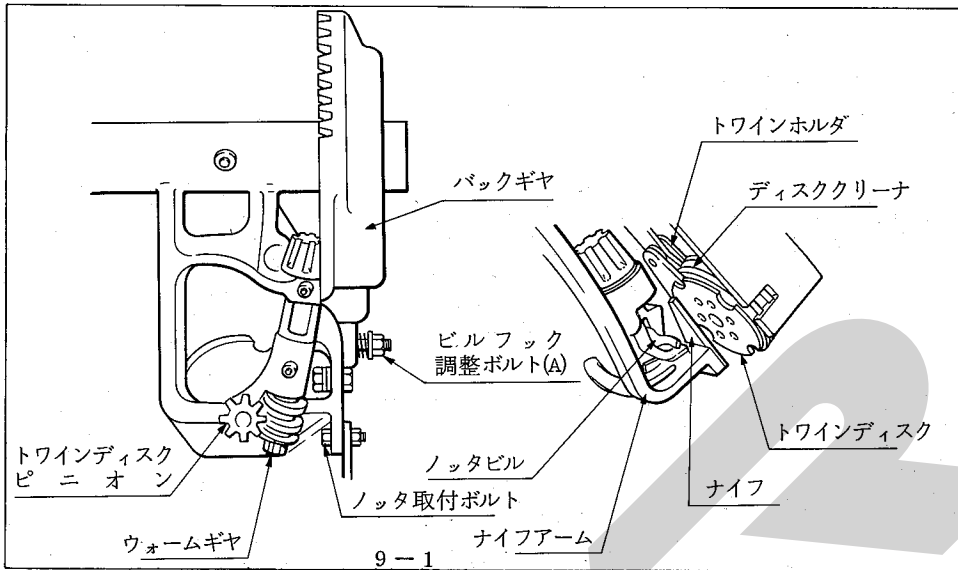 トワインホルダ
ディスククリーナ
バックギヤ
ビルフック
調整ボルト(A)
トワインディスク
ピニオン
ノッタ取付ボルト
ウォームギヤ
ノッタビル
ナイフアーム
ナイフ
トワインディスク
9-1